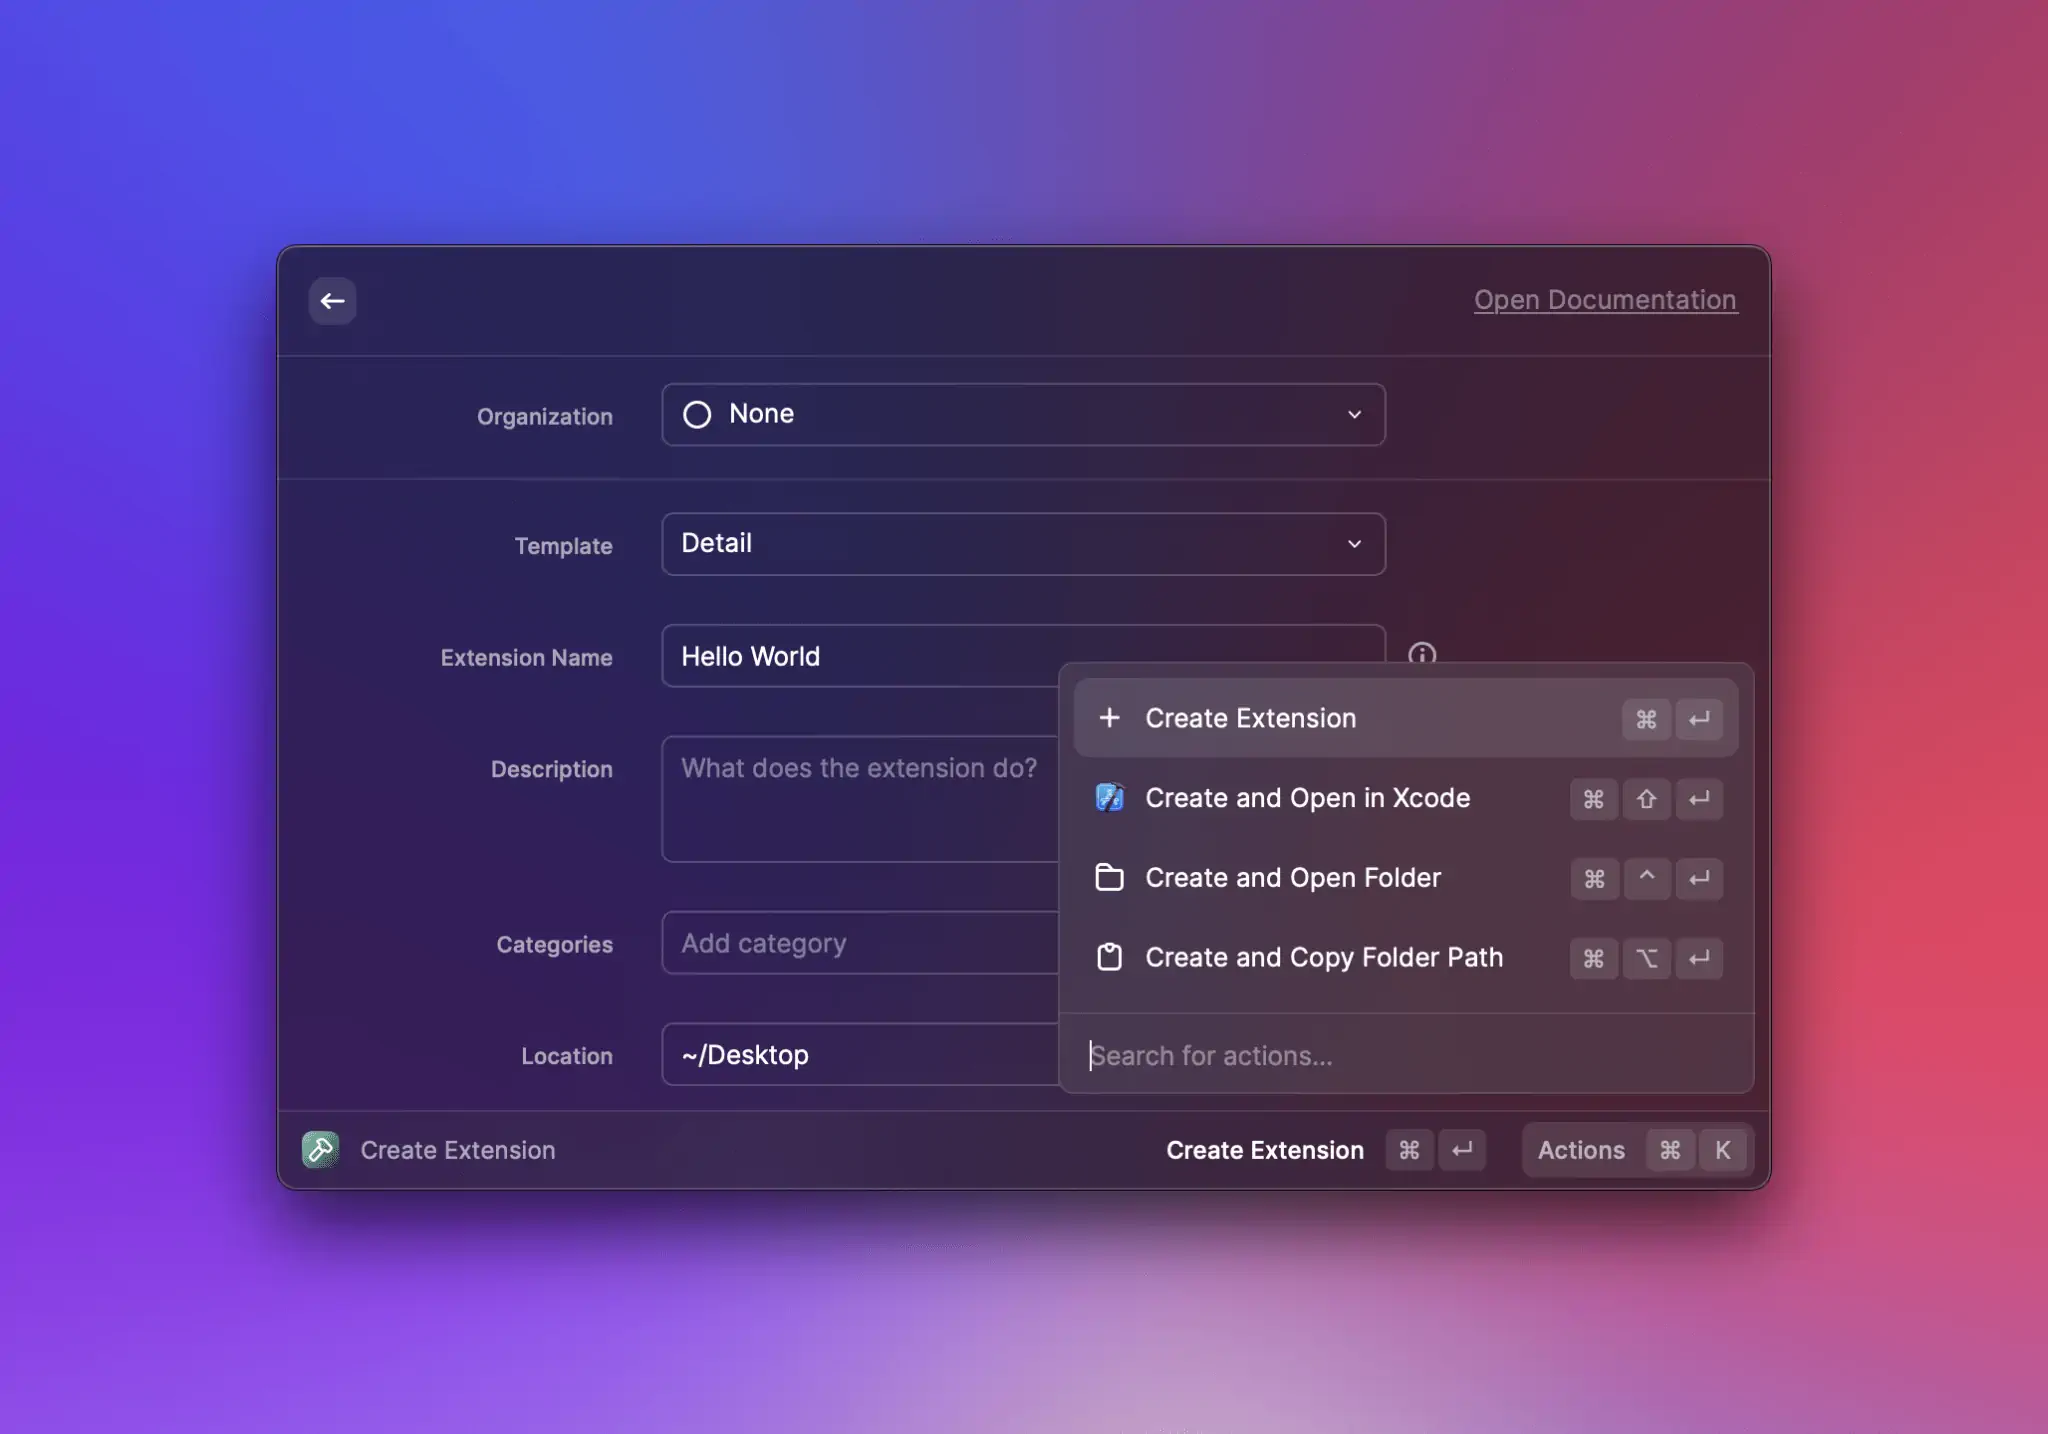 Open Documentation
Organization
None
Template
Detail
Extension Name
Hello World
Description
What does the extension do?
Categories
Add category
Location
~/Desktop
Create Extension ⌘ ↵
Create and Open in Xcode ⌘ ⇧ ↵
Create and Open Folder ⌘ ^ ↵
Create and Copy Folder Path ⌘ ⌥ ↵
Search for actions...
Create Extension
Create Extension ⌘ ↵
Actions ⌘ K